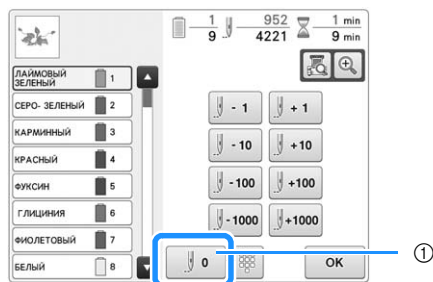 1
9
952
4221
1 min
9 min
ЛАЙМОВЫЙ
ЗЕЛЕНЫЙ 1
СЕРО- ЗЕЛЕНЫЙ 2
КАРМИННЫЙ 3
КРАСНЫЙ 4
ФУКСИН 5
ГЛИЦИНИЯ 6
ФИОЛЕТОВЫЙ 7
БЕЛЫЙ 8
- 1 + 1
- 10 +10
-100 +100
-1000 +1000
0 OK
①